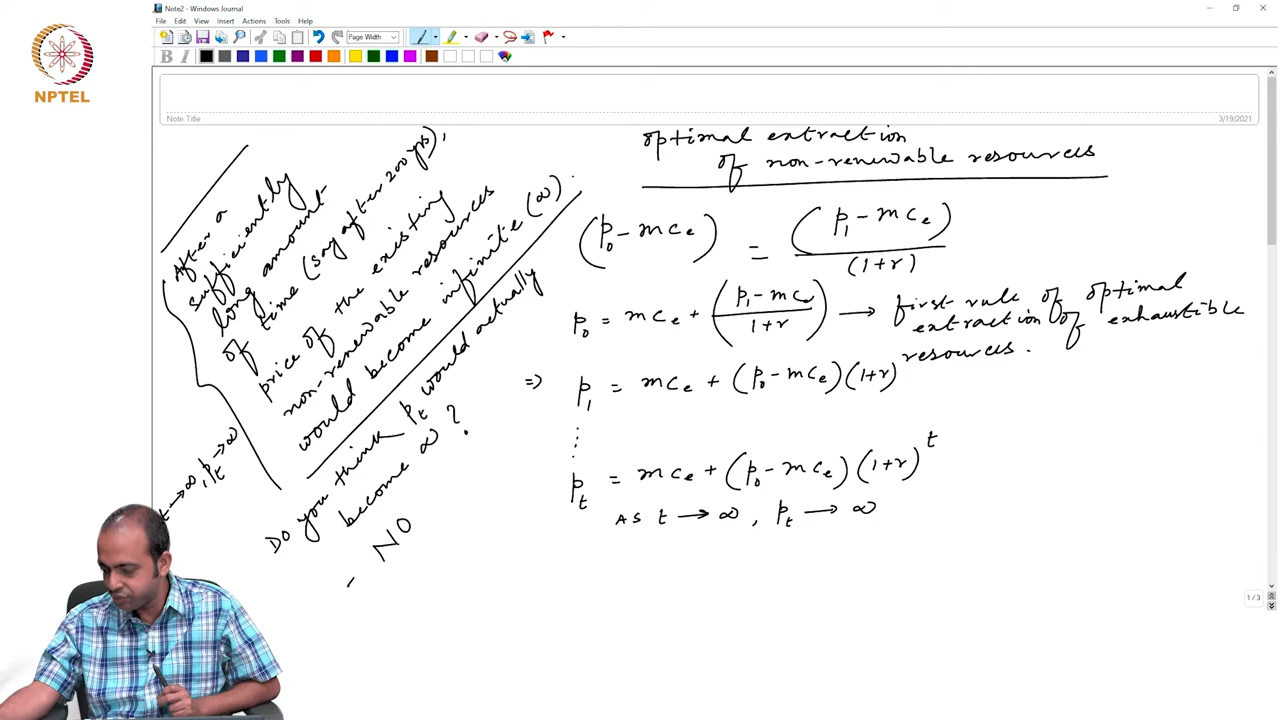 Note2 - Windows Journal
File Edit View Insert Actions Tools Help
Page Width
B I
NPTEL
Note Title
3/19/2021
optimal extraction
of non-renewable resources
(p₀ - mcₑ) = (p₁ - mcₑ) / (1+r)
p₀ = mcₑ + (p₁ - mcₑ / 1+r) → first rule of optimal
extraction of exhaustible
resources.
⇒ p₁ = mcₑ + (p₀ - mcₑ)(1+r)
⋮
pₜ = mcₑ + (p₀ - mcₑ)(1+r)ᵗ
As t → ∞, pₜ → ∞
After a
sufficiently
long amount
of time (say after 200 yrs),
price of the existing
non-renewable resources
would become infinite (∞).
t → ∞, pₜ → ∞
Do you think pₜ would actually
become ∞ ?
- NO
1 / 3